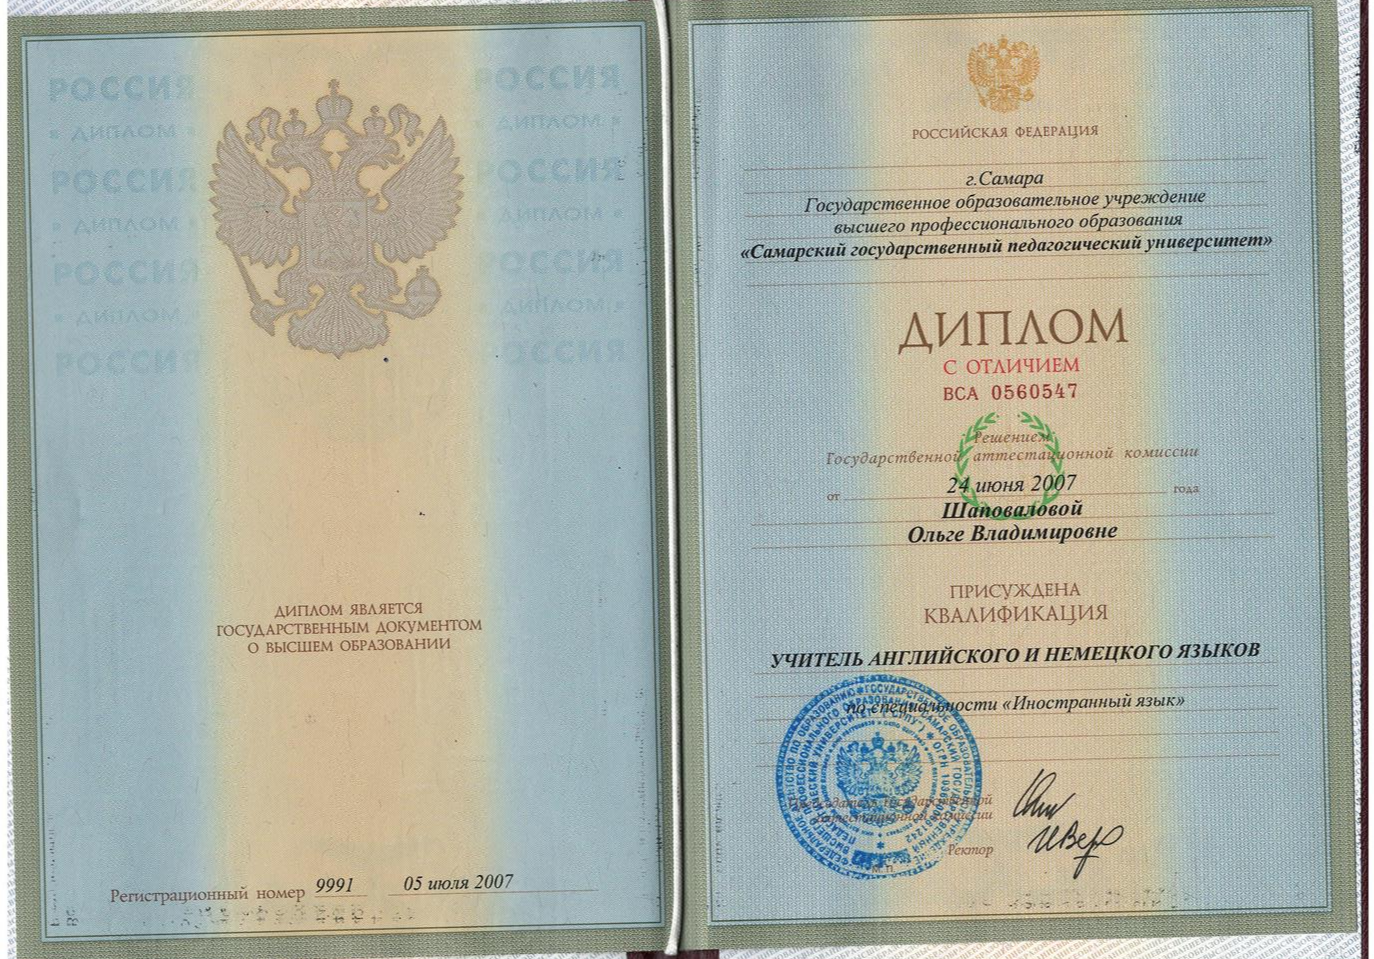 РОССИЯ РОССИЯ
• ДИПЛОМ • • ДИПЛОМ •
РОССИЯ РОССИЯ
• ДИПЛОМ • • ДИПЛОМ •
РОССИЯ РОССИЯ
• ДИПЛОМ • • ДИПЛОМ •
РОССИЯ РОССИЯ
ДИПЛОМ ЯВЛЯЕТСЯ
ГОСУДАРСТВЕННЫМ ДОКУМЕНТОМ
О ВЫСШЕМ ОБРАЗОВАНИИ
Регистрационный номер 9991 05 июля 2007
РОССИЙСКАЯ ФЕДЕРАЦИЯ
г.Самара
Государственное образовательное учреждение
высшего профессионального образования
«Самарский государственный педагогический университет»
ДИПЛОМ
С ОТЛИЧИЕМ
ВСА 0560547
Решением
Государственной аттестационной комиссии
от 24 июня 2007 года
Шаповаловой
Ольге Владимировне
ПРИСУЖДЕНА
КВАЛИФИКАЦИЯ
УЧИТЕЛЬ АНГЛИЙСКОГО И НЕМЕЦКОГО ЯЗЫКОВ
по специальности «Иностранный язык»
Председатель Государственной
аттестационной комиссии
Ректор
М. П.